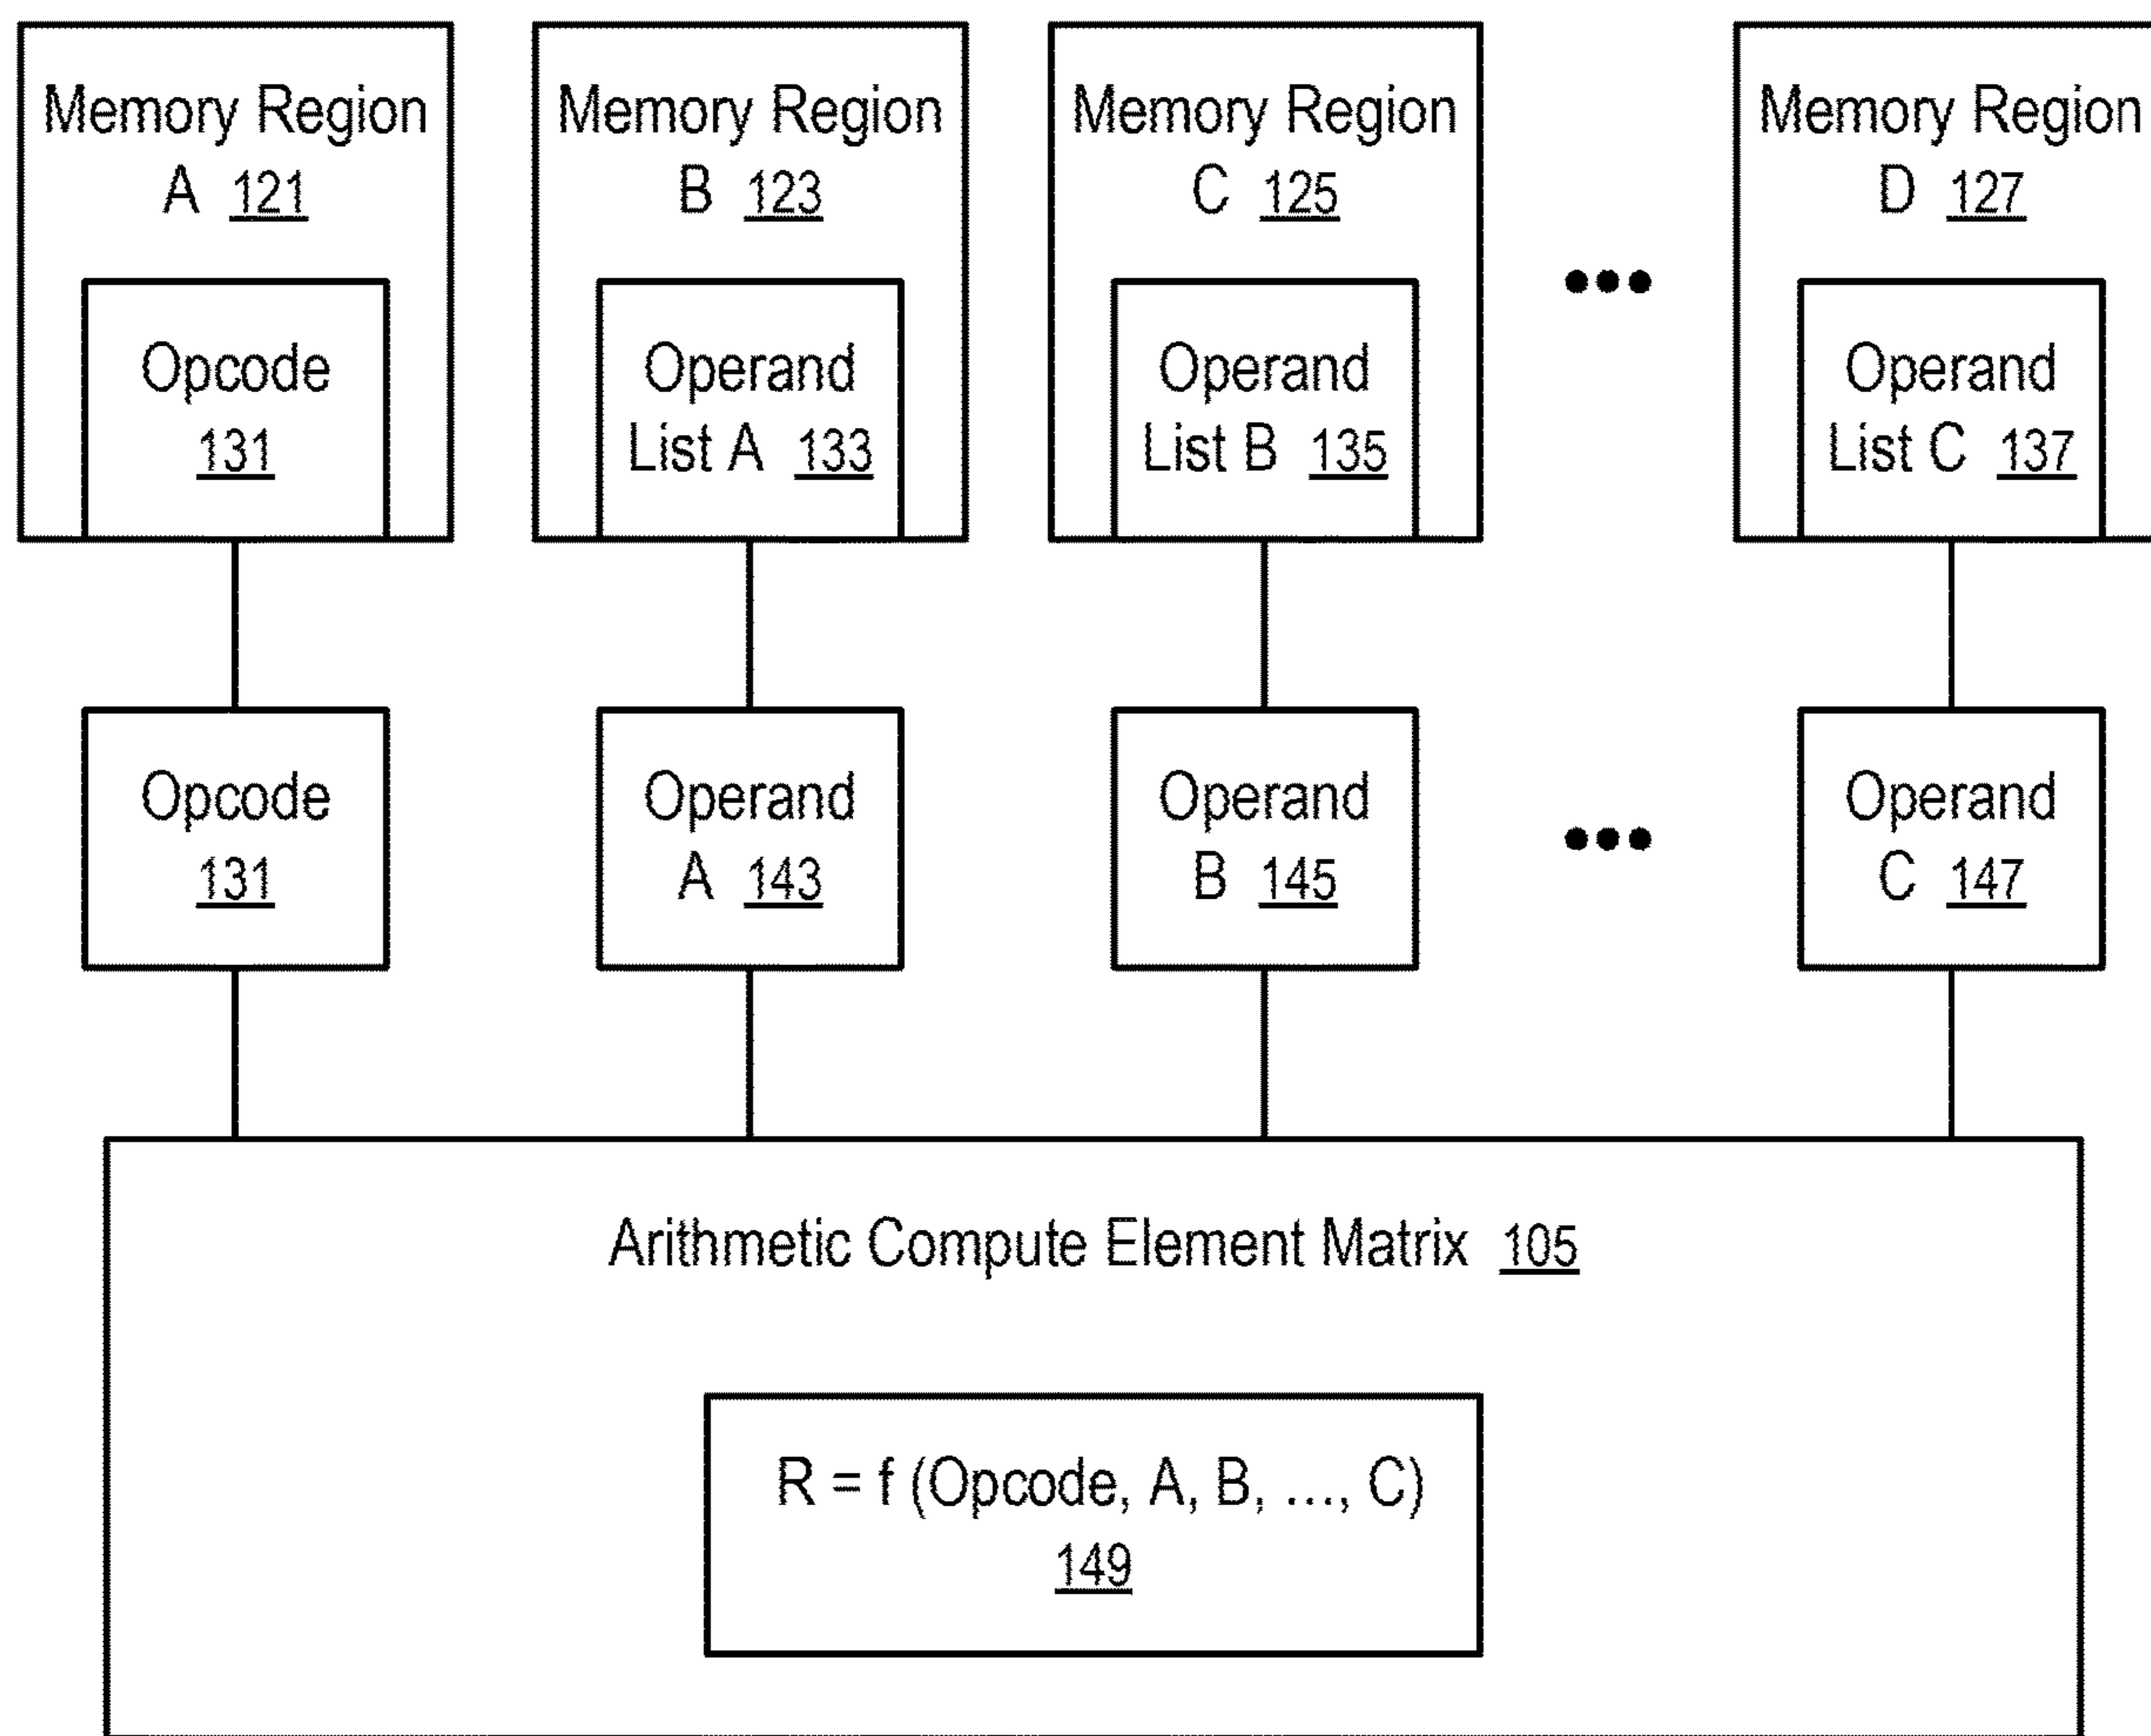 Memory Region
A 121
Memory Region
B 123
Memory Region
C 125
Memory Region
D 127
Opcode
131
Operand
List A 133
Operand
List B 135
Operand
List C 137
Opcode
131
Operand
A 143
Operand
B 145
Operand
C 147
Arithmetic Compute Element Matrix 105
R = f (Opcode, A, B, ..., C)
149